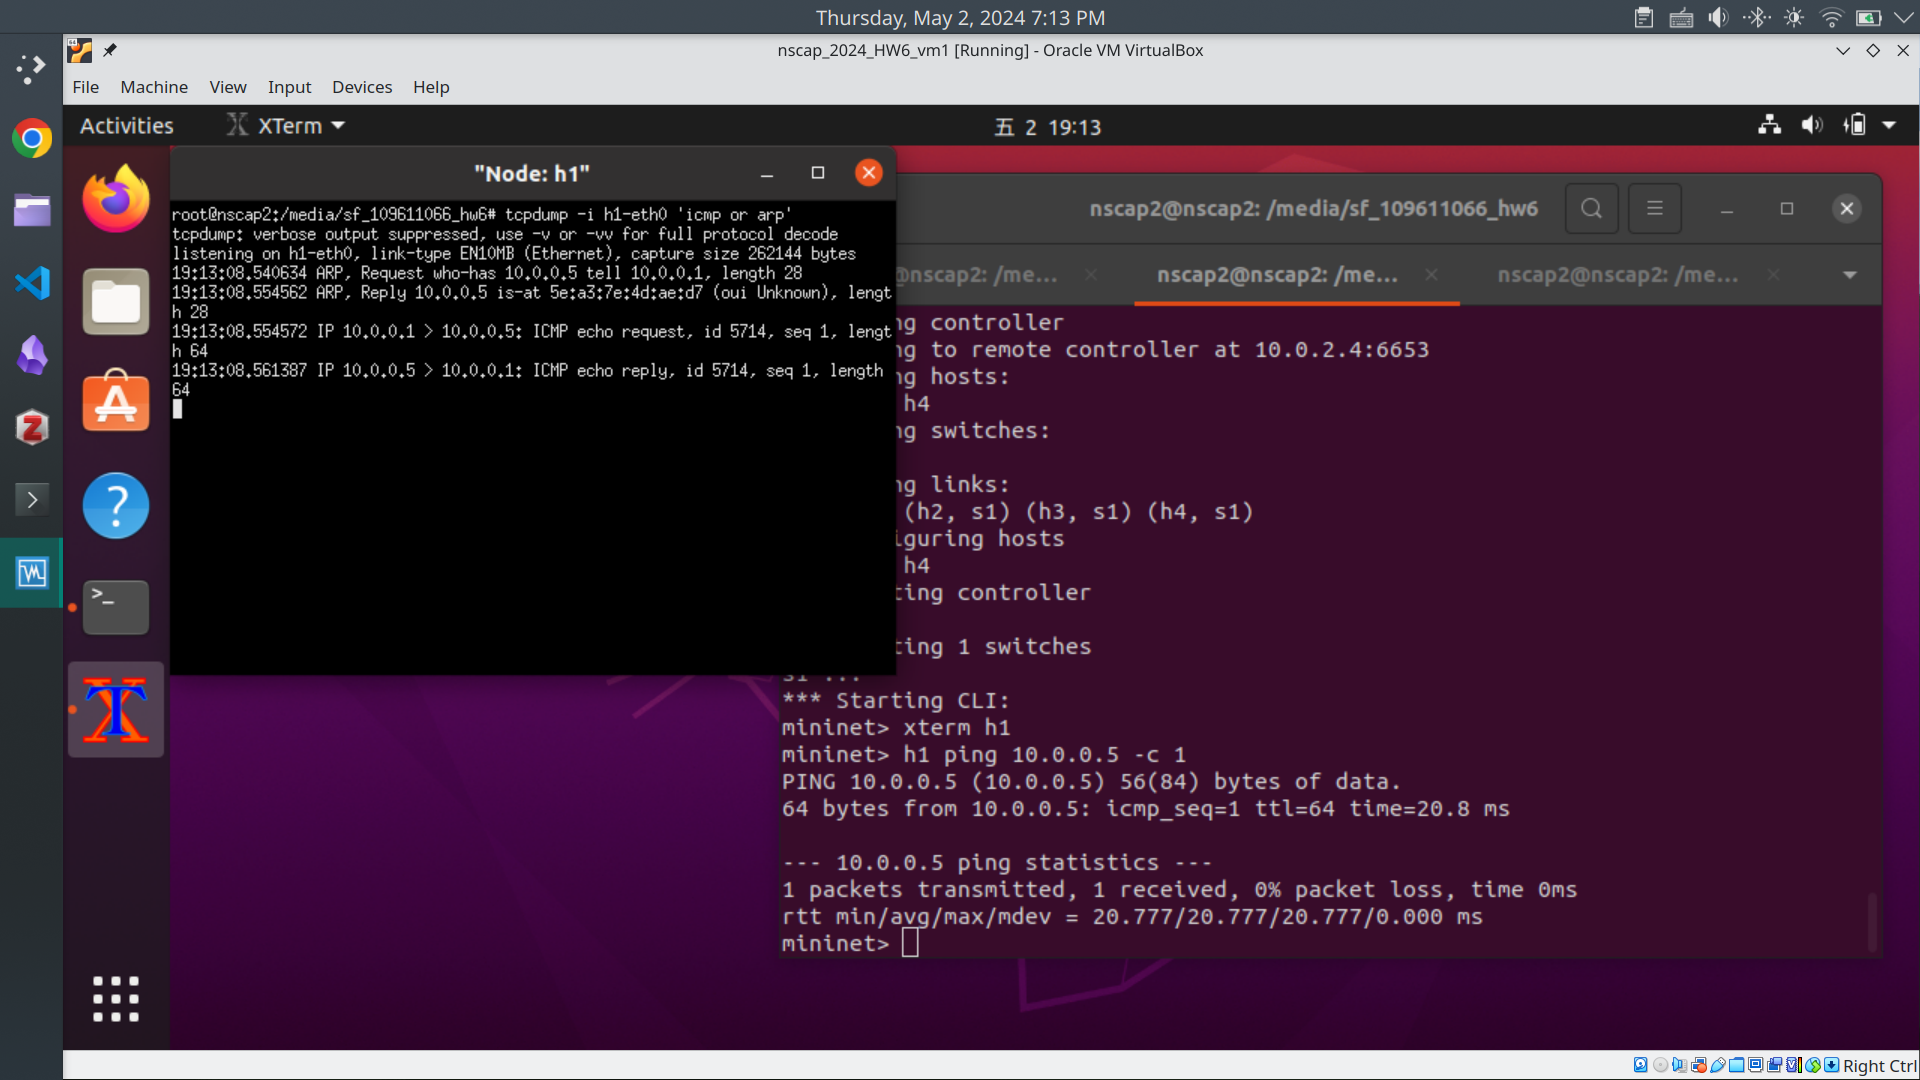 Thursday, May 2, 2024 7:13 PM
nscap_2024_HW6_vm1 [Running] - Oracle VM VirtualBox
File Machine View Input Devices Help
Activities XTerm 五 2 19:13
"Node: h1"
root@nscap2:/media/sf_109611066_hw6# tcpdump -i h1-eth0 'icmp or arp'
tcpdump: verbose output suppressed, use -v or -vv for full protocol decode
listening on h1-eth0, link-type EN10MB (Ethernet), capture size 262144 bytes
19:13:08.540634 ARP, Request who-has 10.0.0.5 tell 10.0.0.1, length 28
19:13:08.554562 ARP, Reply 10.0.0.5 is-at 5e:a3:7e:4d:ae:d7 (oui Unknown), lengt
h 28
19:13:08.554572 IP 10.0.0.1 > 10.0.0.5: ICMP echo request, id 5714, seq 1, lengt
h 64
19:13:08.561387 IP 10.0.0.5 > 10.0.0.1: ICMP echo reply, id 5714, seq 1, length
64
nscap2@nscap2: /media/sf_109611066_hw6
@nscap2: /me... nscap2@nscap2: /me... nscap2@nscap2: /me...
ng controller
ng to remote controller at 10.0.2.4:6653
ng hosts:
h4
ng switches:
ng links:
(h2, s1) (h3, s1) (h4, s1)
iguring hosts
h4
ting controller
ting 1 switches
s1 ...
*** Starting CLI:
mininet> xterm h1
mininet> h1 ping 10.0.0.5 -c 1
PING 10.0.0.5 (10.0.0.5) 56(84) bytes of data.
64 bytes from 10.0.0.5: icmp_seq=1 ttl=64 time=20.8 ms
--- 10.0.0.5 ping statistics ---
1 packets transmitted, 1 received, 0% packet loss, time 0ms
rtt min/avg/max/mdev = 20.777/20.777/20.777/0.000 ms
mininet>
Right Ctrl